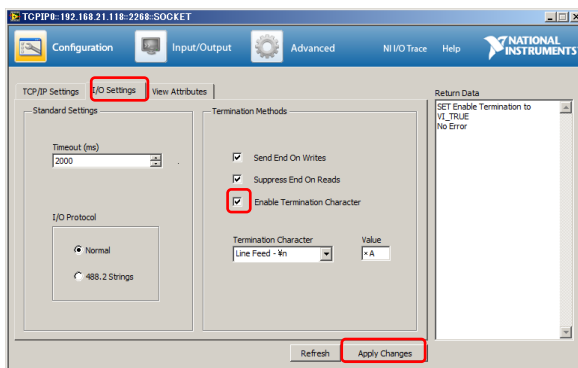 TCPIP0::192.168.21.118::2268::SOCKET
Configuration Input/Output Advanced NI I/O Trace Help NATIONAL INSTRUMENTS
TCP/IP Settings I/O Settings View Attributes
Return Data
Standard Settings
Termination Methods
SET Enable Termination to
VI_TRUE
No Error
Timeout (ms)
2000
Send End On Writes
Suppress End On Reads
Enable Termination Character
I/O Protocol
Normal
488.2 Strings
Termination Character
Value
Line Feed - ¥n
×A
Refresh
Apply Changes